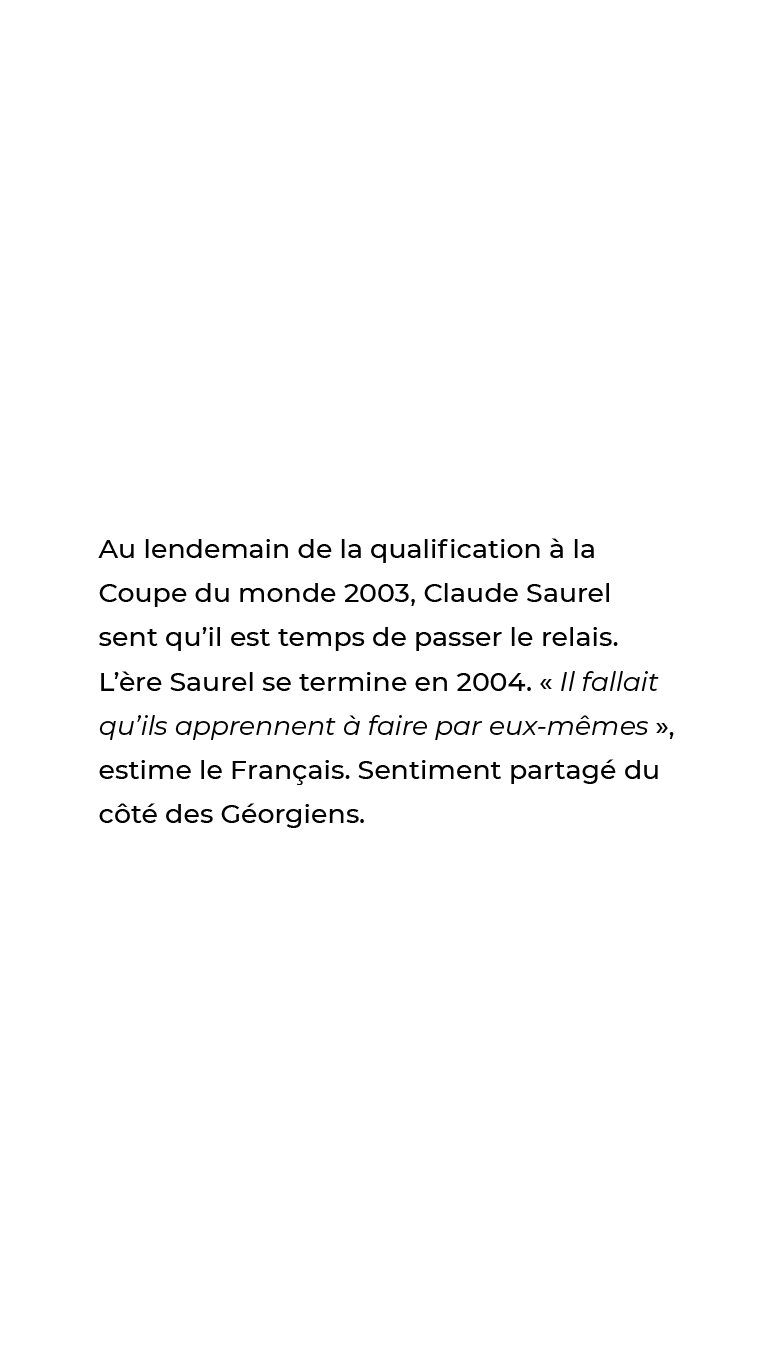 Au lendemain de la qualification à la
Coupe du monde 2003, Claude Saurel
sent qu’il est temps de passer le relais.
L’ère Saurel se termine en 2004. « Il fallait
qu’ils apprennent à faire par eux-mêmes »,
estime le Français. Sentiment partagé du
côté des Géorgiens.